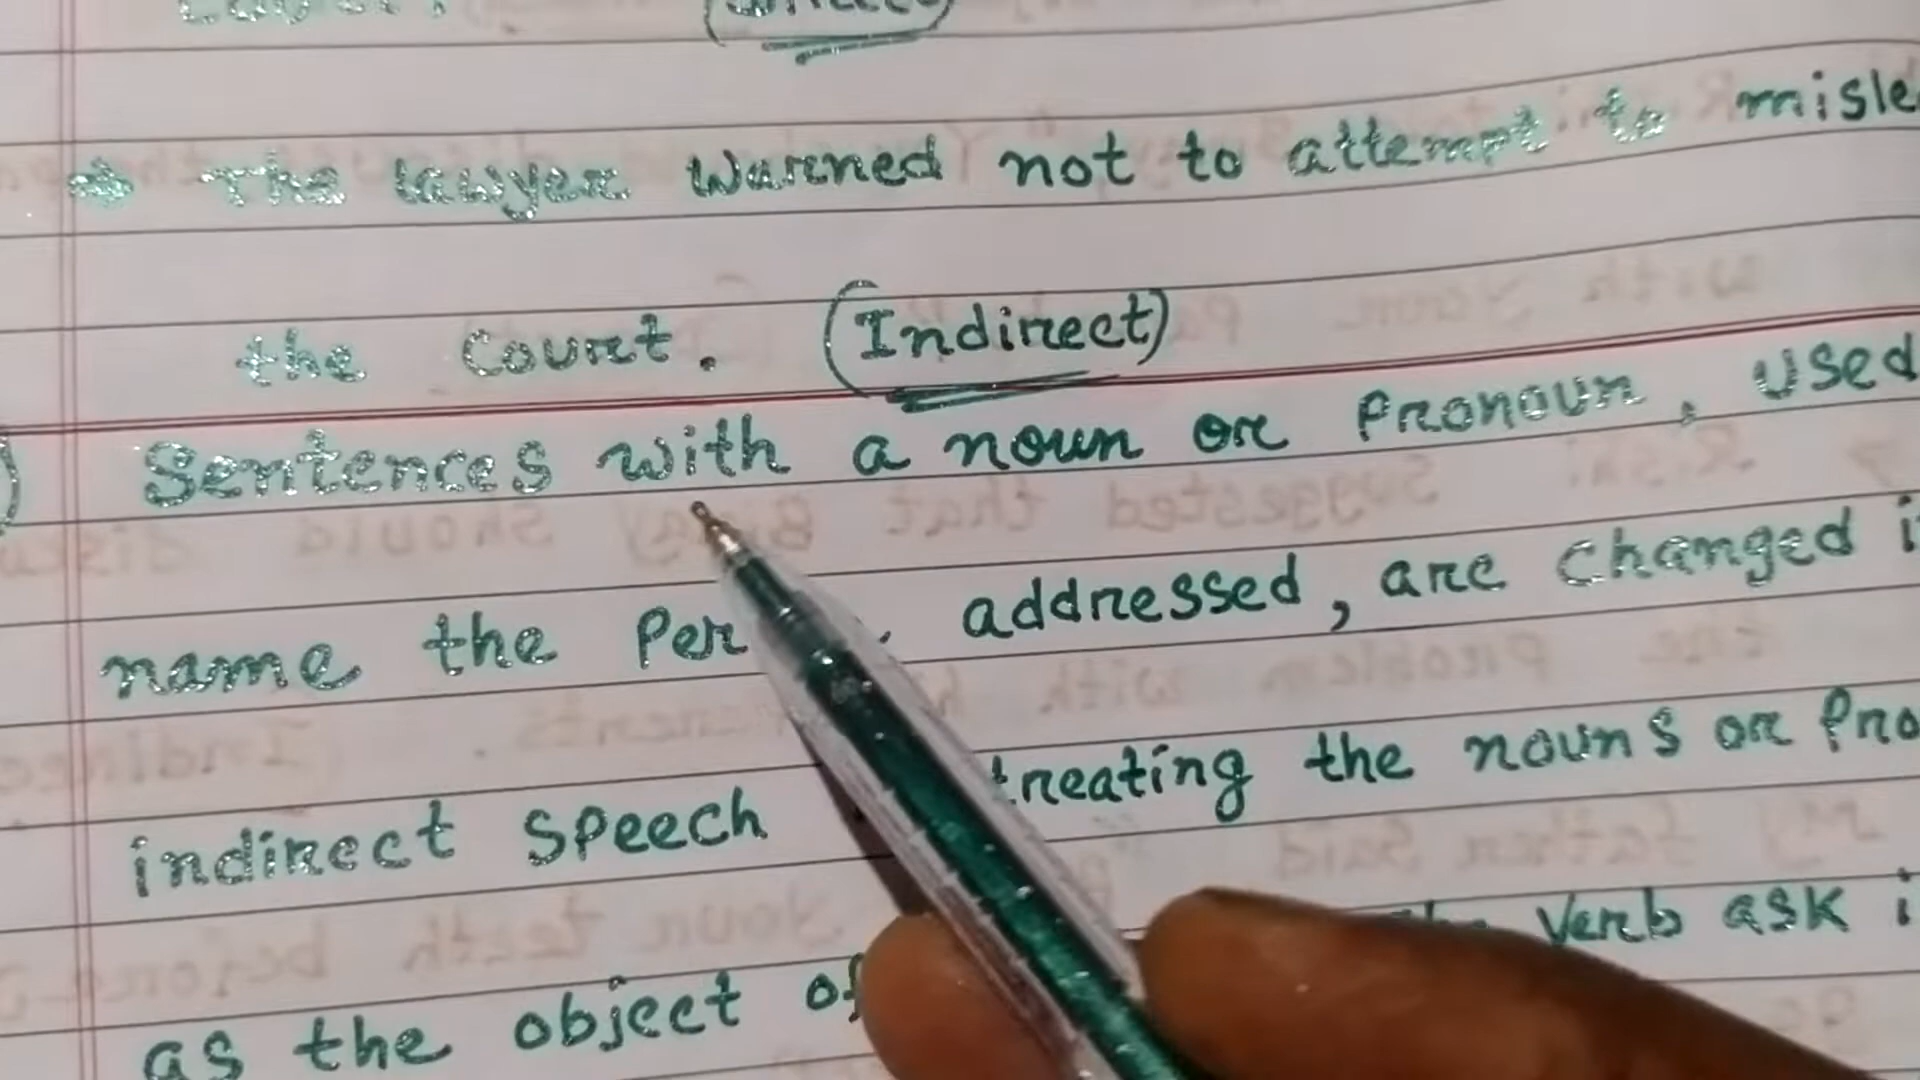 → The lawyer warned not to attempt to misle
the Court. (Indirect)
Sentences with a noun or pronoun, used
name the Per addressed, are changed i
indirect speech treating the nouns or Pro
as the object of the verb ask i